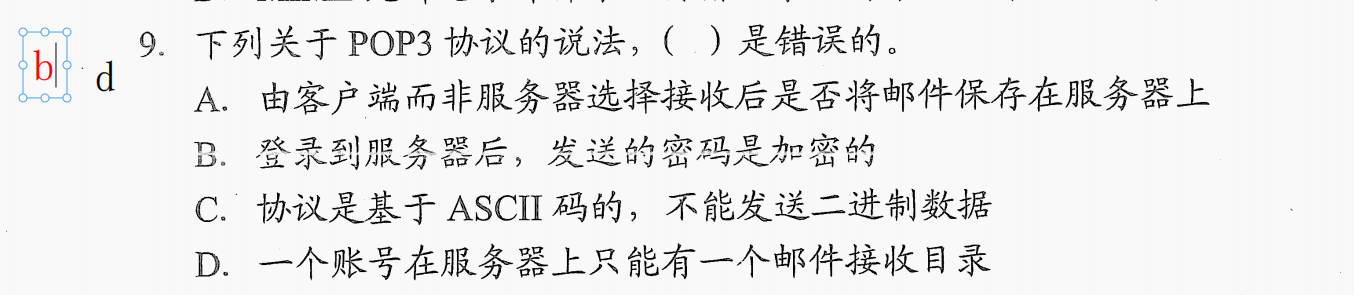 b d 9. 下列关于 POP3 协议的说法,( )是错误的。
A. 由客户端而非服务器选择接收后是否将邮件保存在服务器上
B. 登录到服务器后,发送的密码是加密的
C. 协议是基于 ASCII 码的,不能发送二进制数据
D. 一个账号在服务器上只能有一个邮件接收目录